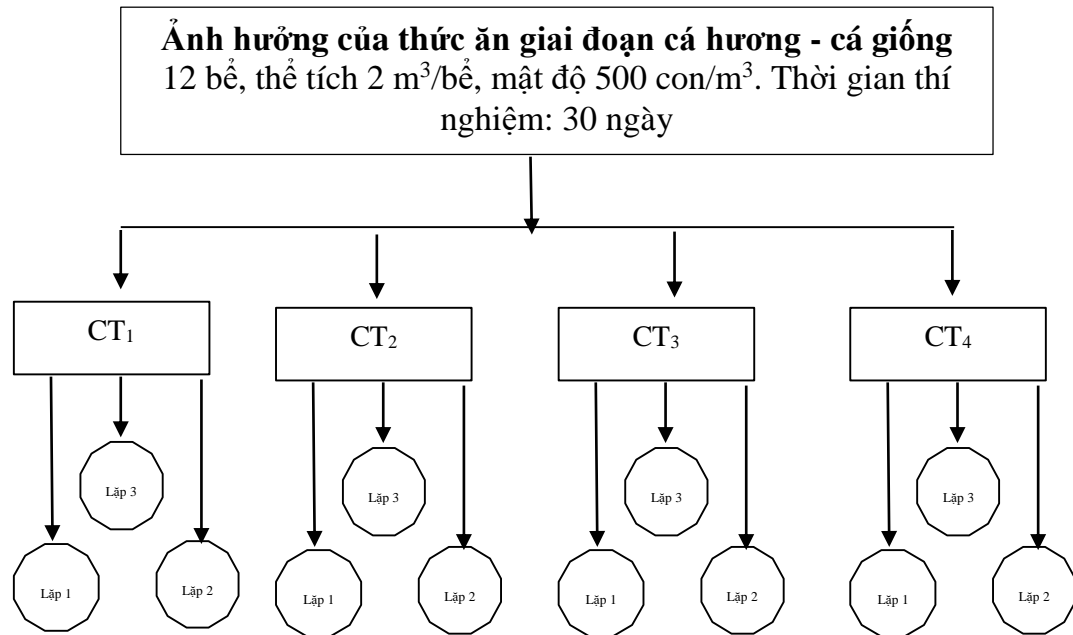 Ảnh hưởng của thức ăn giai đoạn cá hương - cá giống
12 bể, thể tích 2 m³/bể, mật độ 500 con/m³. Thời gian thí
nghiệm: 30 ngày
CT₁
CT₂
CT₃
CT₄
Lặp 3
Lặp 3
Lặp 3
Lặp 3
Lặp 1
Lặp 2
Lặp 1
Lặp 2
Lặp 1
Lặp 2
Lặp 1
Lặp 2